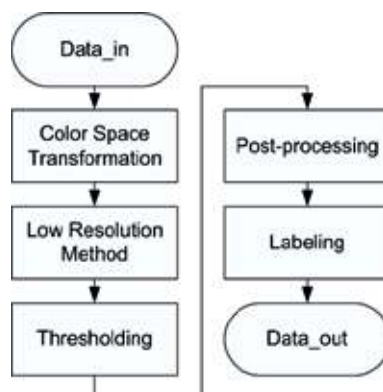 Data_in
Color Space
Transformation
Low Resolution
Method
Thresholding
Post-processing
Labeling
Data_out